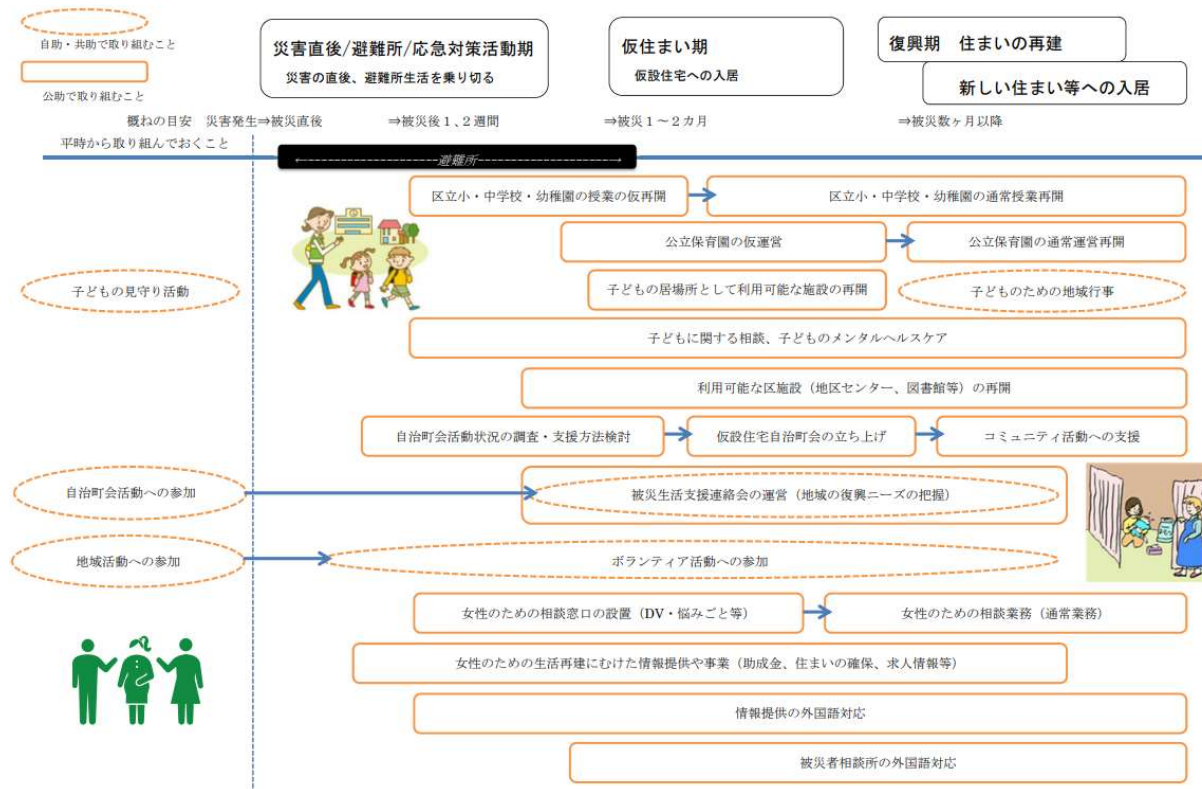 自助・共助で取り組むこと
公助で取り組むこと
災害直後/避難所/応急対策活動期
災害の直後、避難所生活を乗り切る
仮住まい期
仮設住宅への入居
復興期 住まいの再建
新しい住まい等への入居
概ねの目安 災害発生⇒被災直後 ⇒被災後1、2週間 ⇒被災1~2カ月 ⇒被災数ヶ月以降
平時から取り組んでおくこと
避難所
区立小・中学校・幼稚園の授業の仮再開
区立小・中学校・幼稚園の通常授業再開
公立保育園の仮運営
公立保育園の通常運営再開
子どもの見守り活動
子どもの居場所として利用可能な施設の再開
子どものための地域行事
子どもに関する相談、子どものメンタルヘルスケア
利用可能な区施設(地区センター、図書館等)の再開
自治町会活動状況の調査・支援方法検討
仮設住宅自治町会の立ち上げ
コミュニティ活動への支援
自治町会活動への参加
被災生活支援連絡会の運営(地域の復興ニーズの把握)
地域活動への参加
ボランティア活動への参加
女性のための相談窓口の設置(DV・悩みごと等)
女性のための相談業務(通常業務)
女性のための生活再建にむけた情報提供や事業(助成金、住まいの確保、求人情報等)
情報提供の外国語対応
被災者相談所の外国語対応